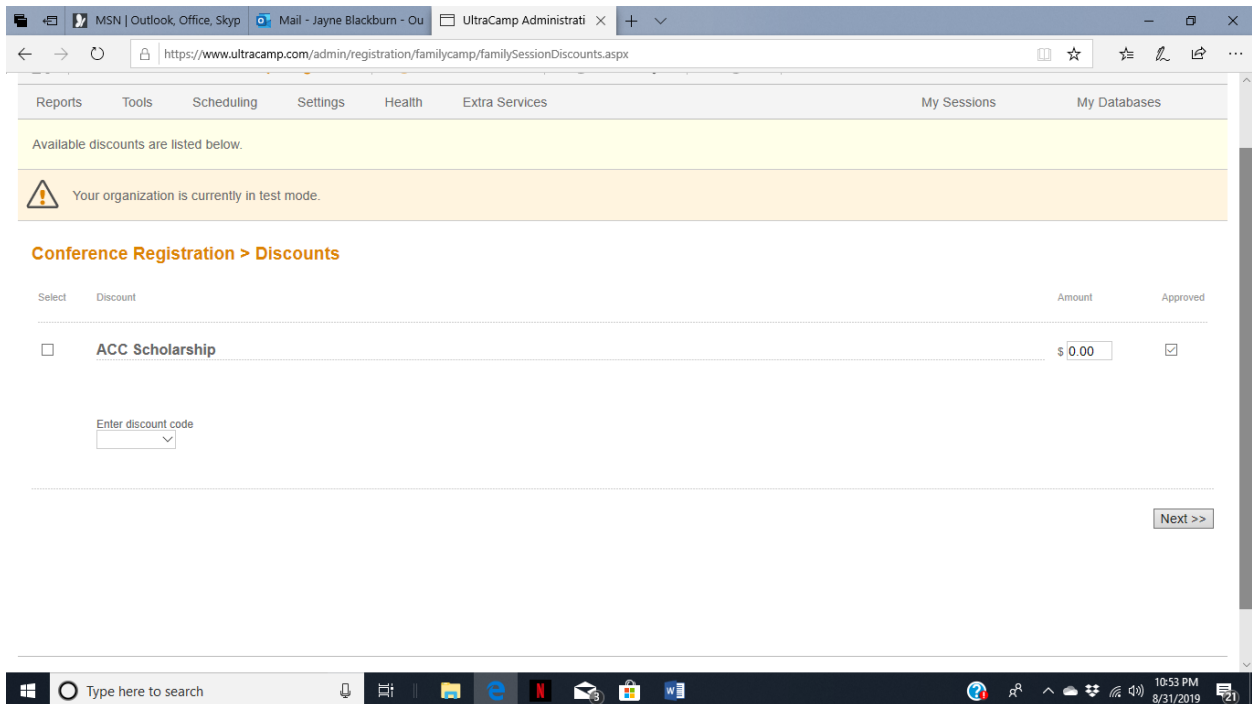 MSN | Outlook, Office, Skyp
Mail - Jayne Blackburn - Ou
UltraCamp Administrati
https://www.ultracamp.com/admin/registration/familycamp/familySessionDiscounts.aspx
Reports Tools Scheduling Settings Health Extra Services My Sessions My Databases
Available discounts are listed below.
Your organization is currently in test mode.
Conference Registration > Discounts
Select Discount Amount Approved
ACC Scholarship $ 0.00
Enter discount code
Next >>
Type here to search
10:53 PM
8/31/2019
3
21